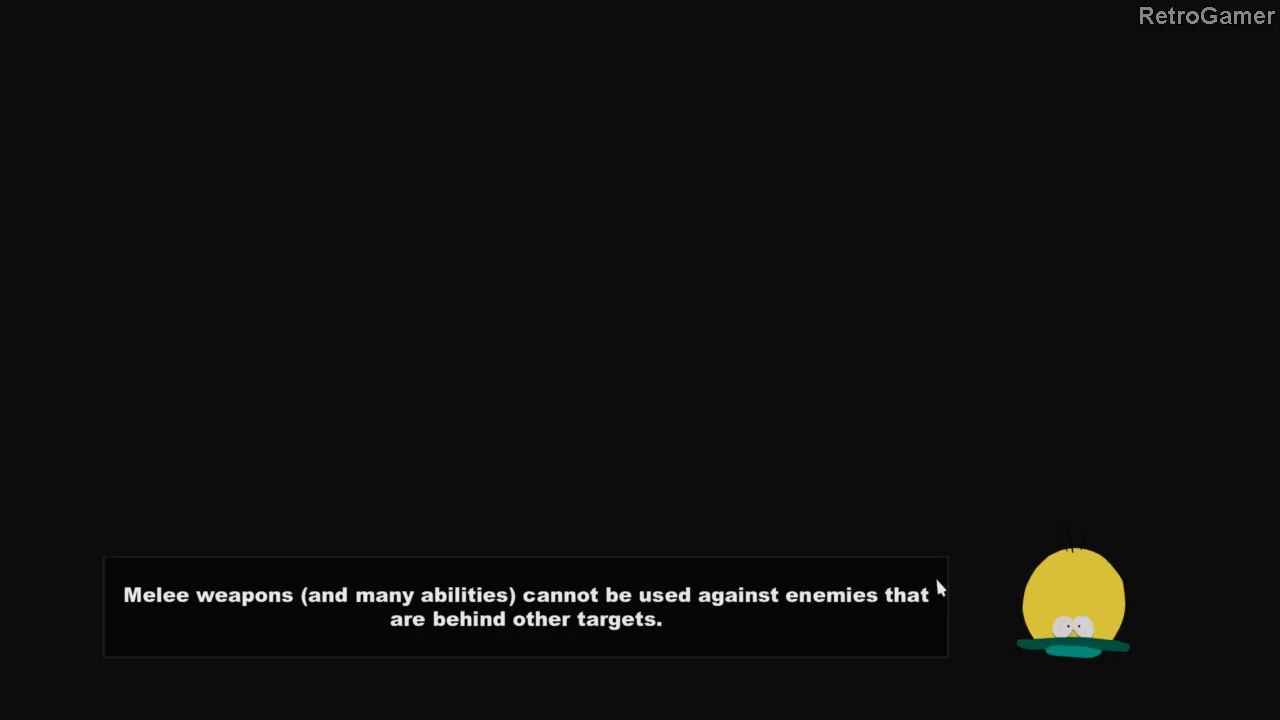 RetroGamer
Melee weapons (and many abilities) cannot be used against enemies that
are behind other targets.